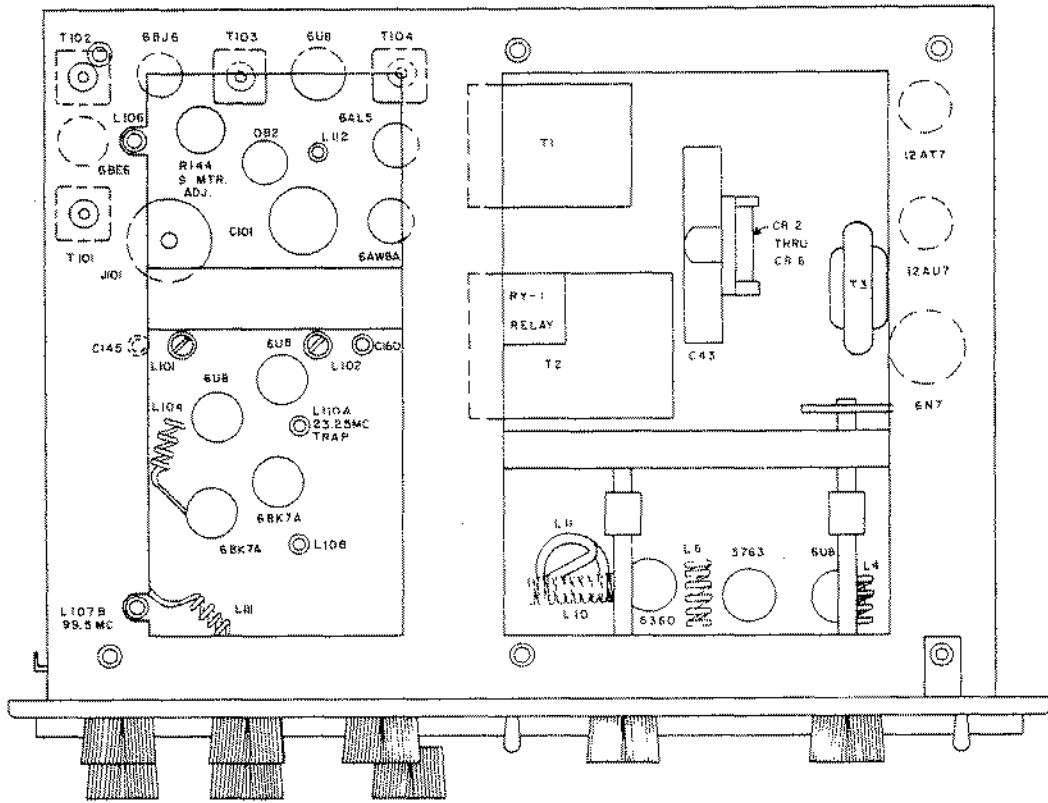 T102
6BJ6
T103
6U8
T104
L106
6BE6
R144
S MTR.
ADJ.
OB2
L112
6AL5
T101
J101
C101
6AW8A
C145
L101
L102
C160
6U8
6U8
L104
L110A
23.25MC
TRAP
6BK7A
6BK7A
L108
L107B
99.5 MC
L111
T1
12AT7
CR 2
THRU
CR 6
12AU7
T3
RY-1
RELAY
T2
C43
6N7
L11
L10
6360
L6
5763
6U8
L4